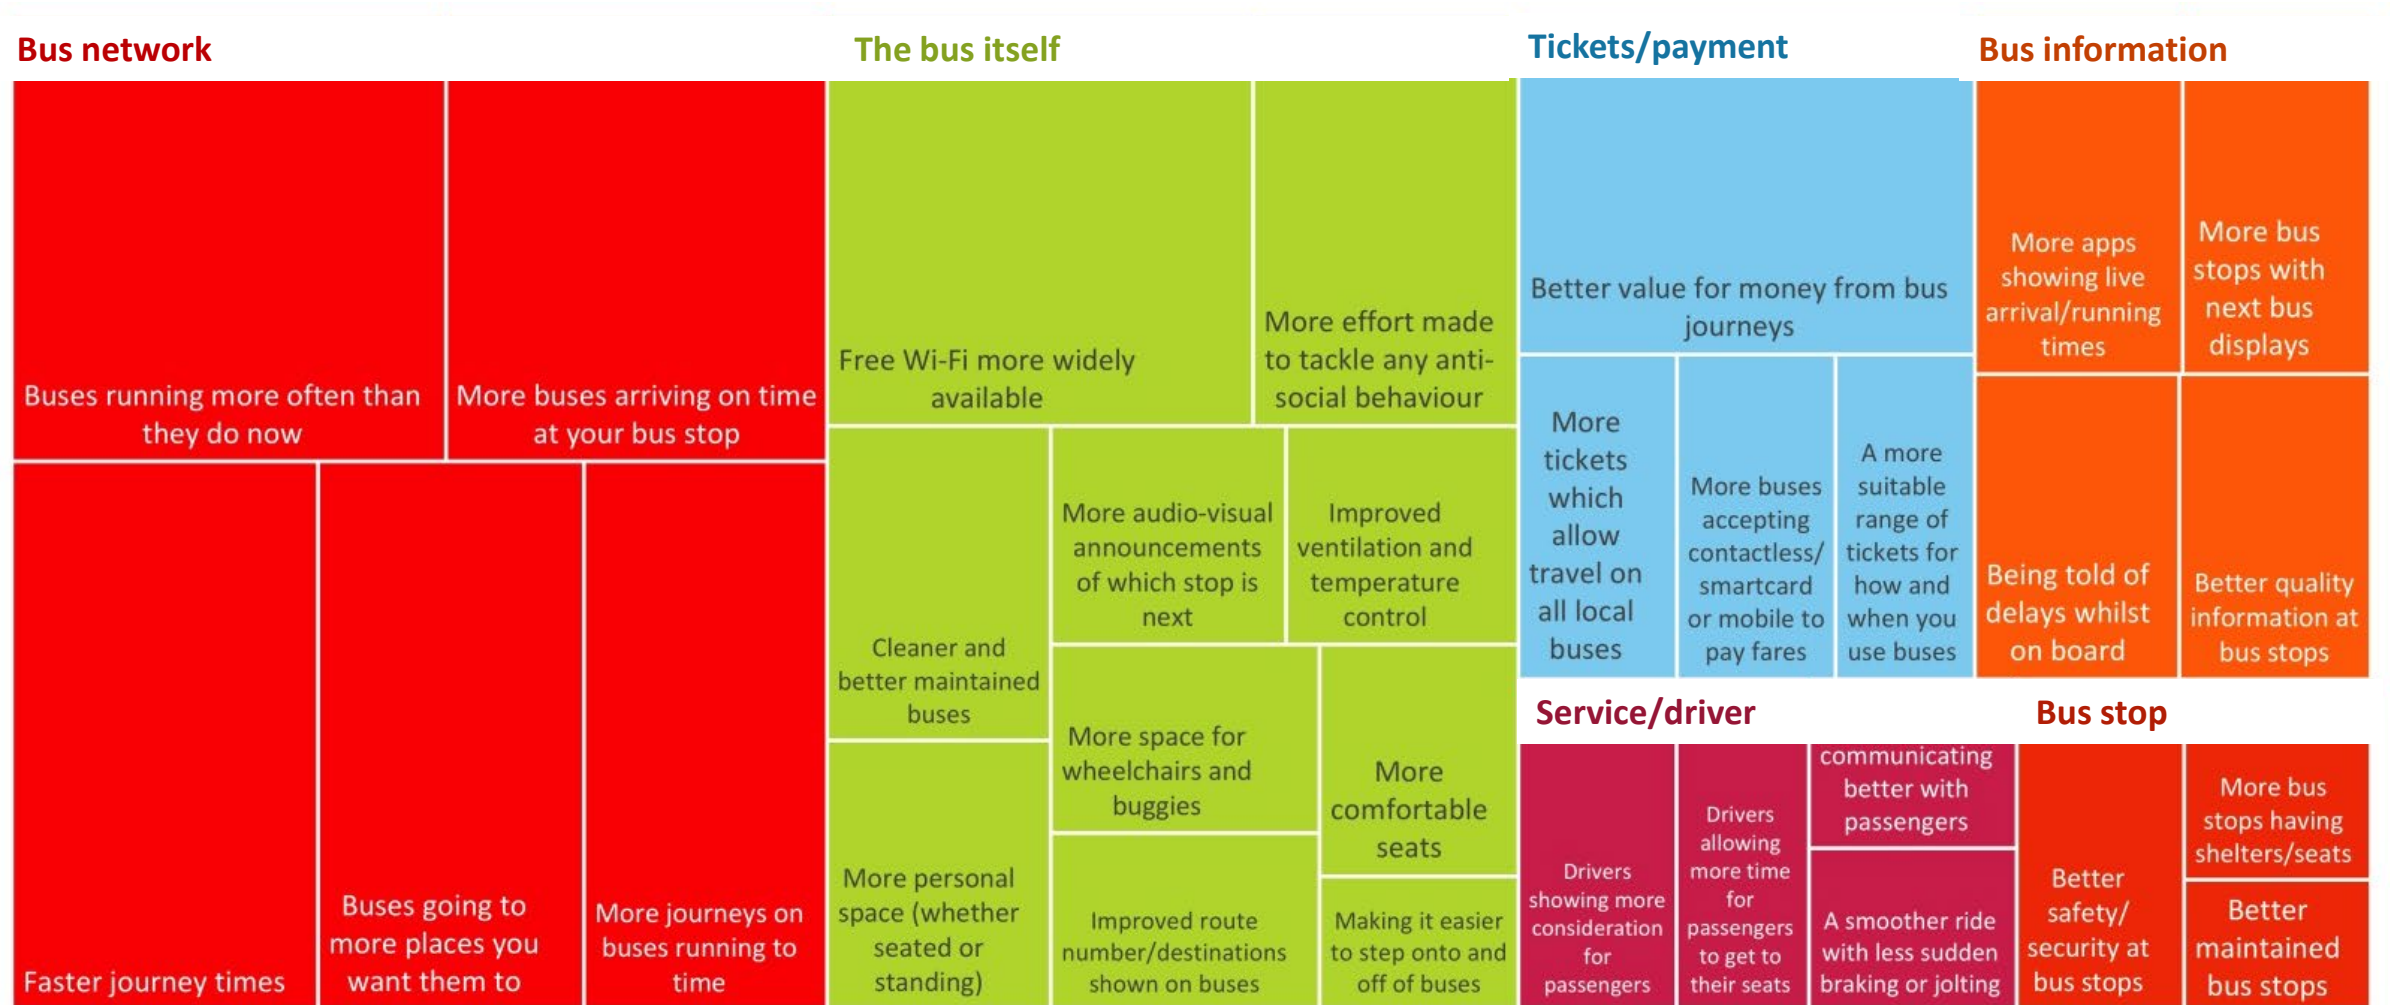 Bus network
Buses running more often than
they do now
More buses arriving on time
at your bus stop
Faster journey times
Buses going to
more places you
want them to
More journeys on
buses running to
time
The bus itself
Free Wi-Fi more widely
available
More effort made
to tackle any anti-
social behaviour
Cleaner and
better maintained
buses
More audio-visual
announcements
of which stop is
next
Improved
ventilation and
temperature
control
More personal
space (whether
seated or
standing)
More space for
wheelchairs and
buggies
More
comfortable
seats
Improved route
number/destinations
shown on buses
Making it easier
to step onto and
off of buses
Tickets/payment
Better value for money from bus
journeys
More
tickets
which
allow
travel on
all local
buses
More buses
accepting
contactless/
smartcard
or mobile to
pay fares
A more
suitable
range of
tickets for
how and
when you
use buses
Bus information
More apps
showing live
arrival/running
times
More bus
stops with
next bus
displays
Being told of
delays whilst
on board
Better quality
information at
bus stops
Service/driver
Drivers
showing more
consideration
for
passengers
Drivers
allowing
more time
for
passengers
to get to
their seats
communicating
better with
passengers
A smoother ride
with less sudden
braking or jolting
Bus stop
Better
safety/
security at
bus stops
More bus
stops having
shelters/seats
Better
maintained
bus stops